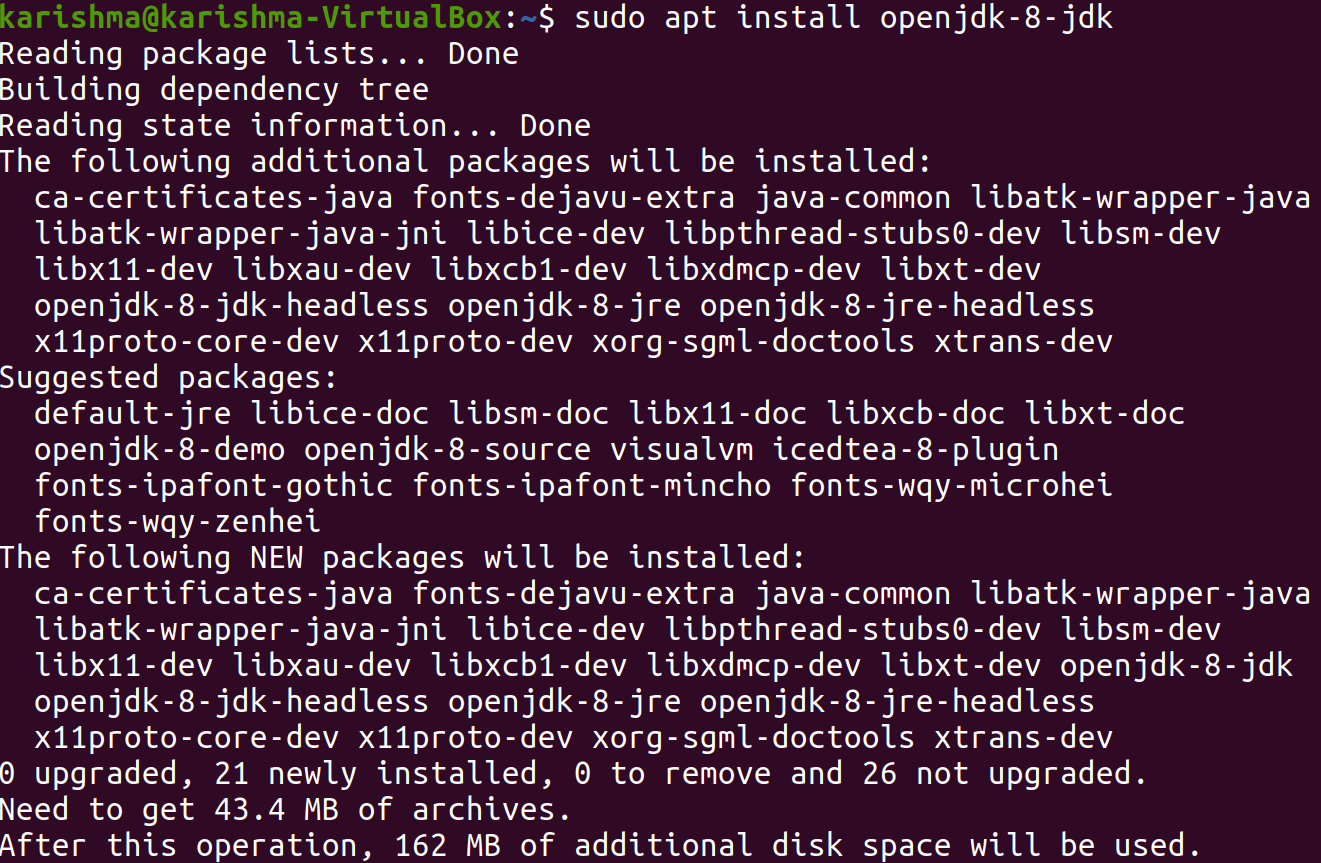 karishma@karishma-VirtualBox:~$ sudo apt install openjdk-8-jdk
Reading package lists... Done
Building dependency tree
Reading state information... Done
The following additional packages will be installed:
  ca-certificates-java fonts-dejavu-extra java-common libatk-wrapper-java
  libatk-wrapper-java-jni libice-dev libpthread-stubs0-dev libsm-dev
  libx11-dev libxau-dev libxcb1-dev libxdmcp-dev libxt-dev
  openjdk-8-jdk-headless openjdk-8-jre openjdk-8-jre-headless
  x11proto-core-dev x11proto-dev xorg-sgml-doctools xtrans-dev
Suggested packages:
  default-jre libice-doc libsm-doc libx11-doc libxcb-doc libxt-doc
  openjdk-8-demo openjdk-8-source visualvm icedtea-8-plugin
  fonts-ipafont-gothic fonts-ipafont-mincho fonts-wqy-microhei
  fonts-wqy-zenhei
The following NEW packages will be installed:
  ca-certificates-java fonts-dejavu-extra java-common libatk-wrapper-java
  libatk-wrapper-java-jni libice-dev libpthread-stubs0-dev libsm-dev
  libx11-dev libxau-dev libxcb1-dev libxdmcp-dev libxt-dev openjdk-8-jdk
  openjdk-8-jdk-headless openjdk-8-jre openjdk-8-jre-headless
  x11proto-core-dev x11proto-dev xorg-sgml-doctools xtrans-dev
0 upgraded, 21 newly installed, 0 to remove and 26 not upgraded.
Need to get 43.4 MB of archives.
After this operation, 162 MB of additional disk space will be used.